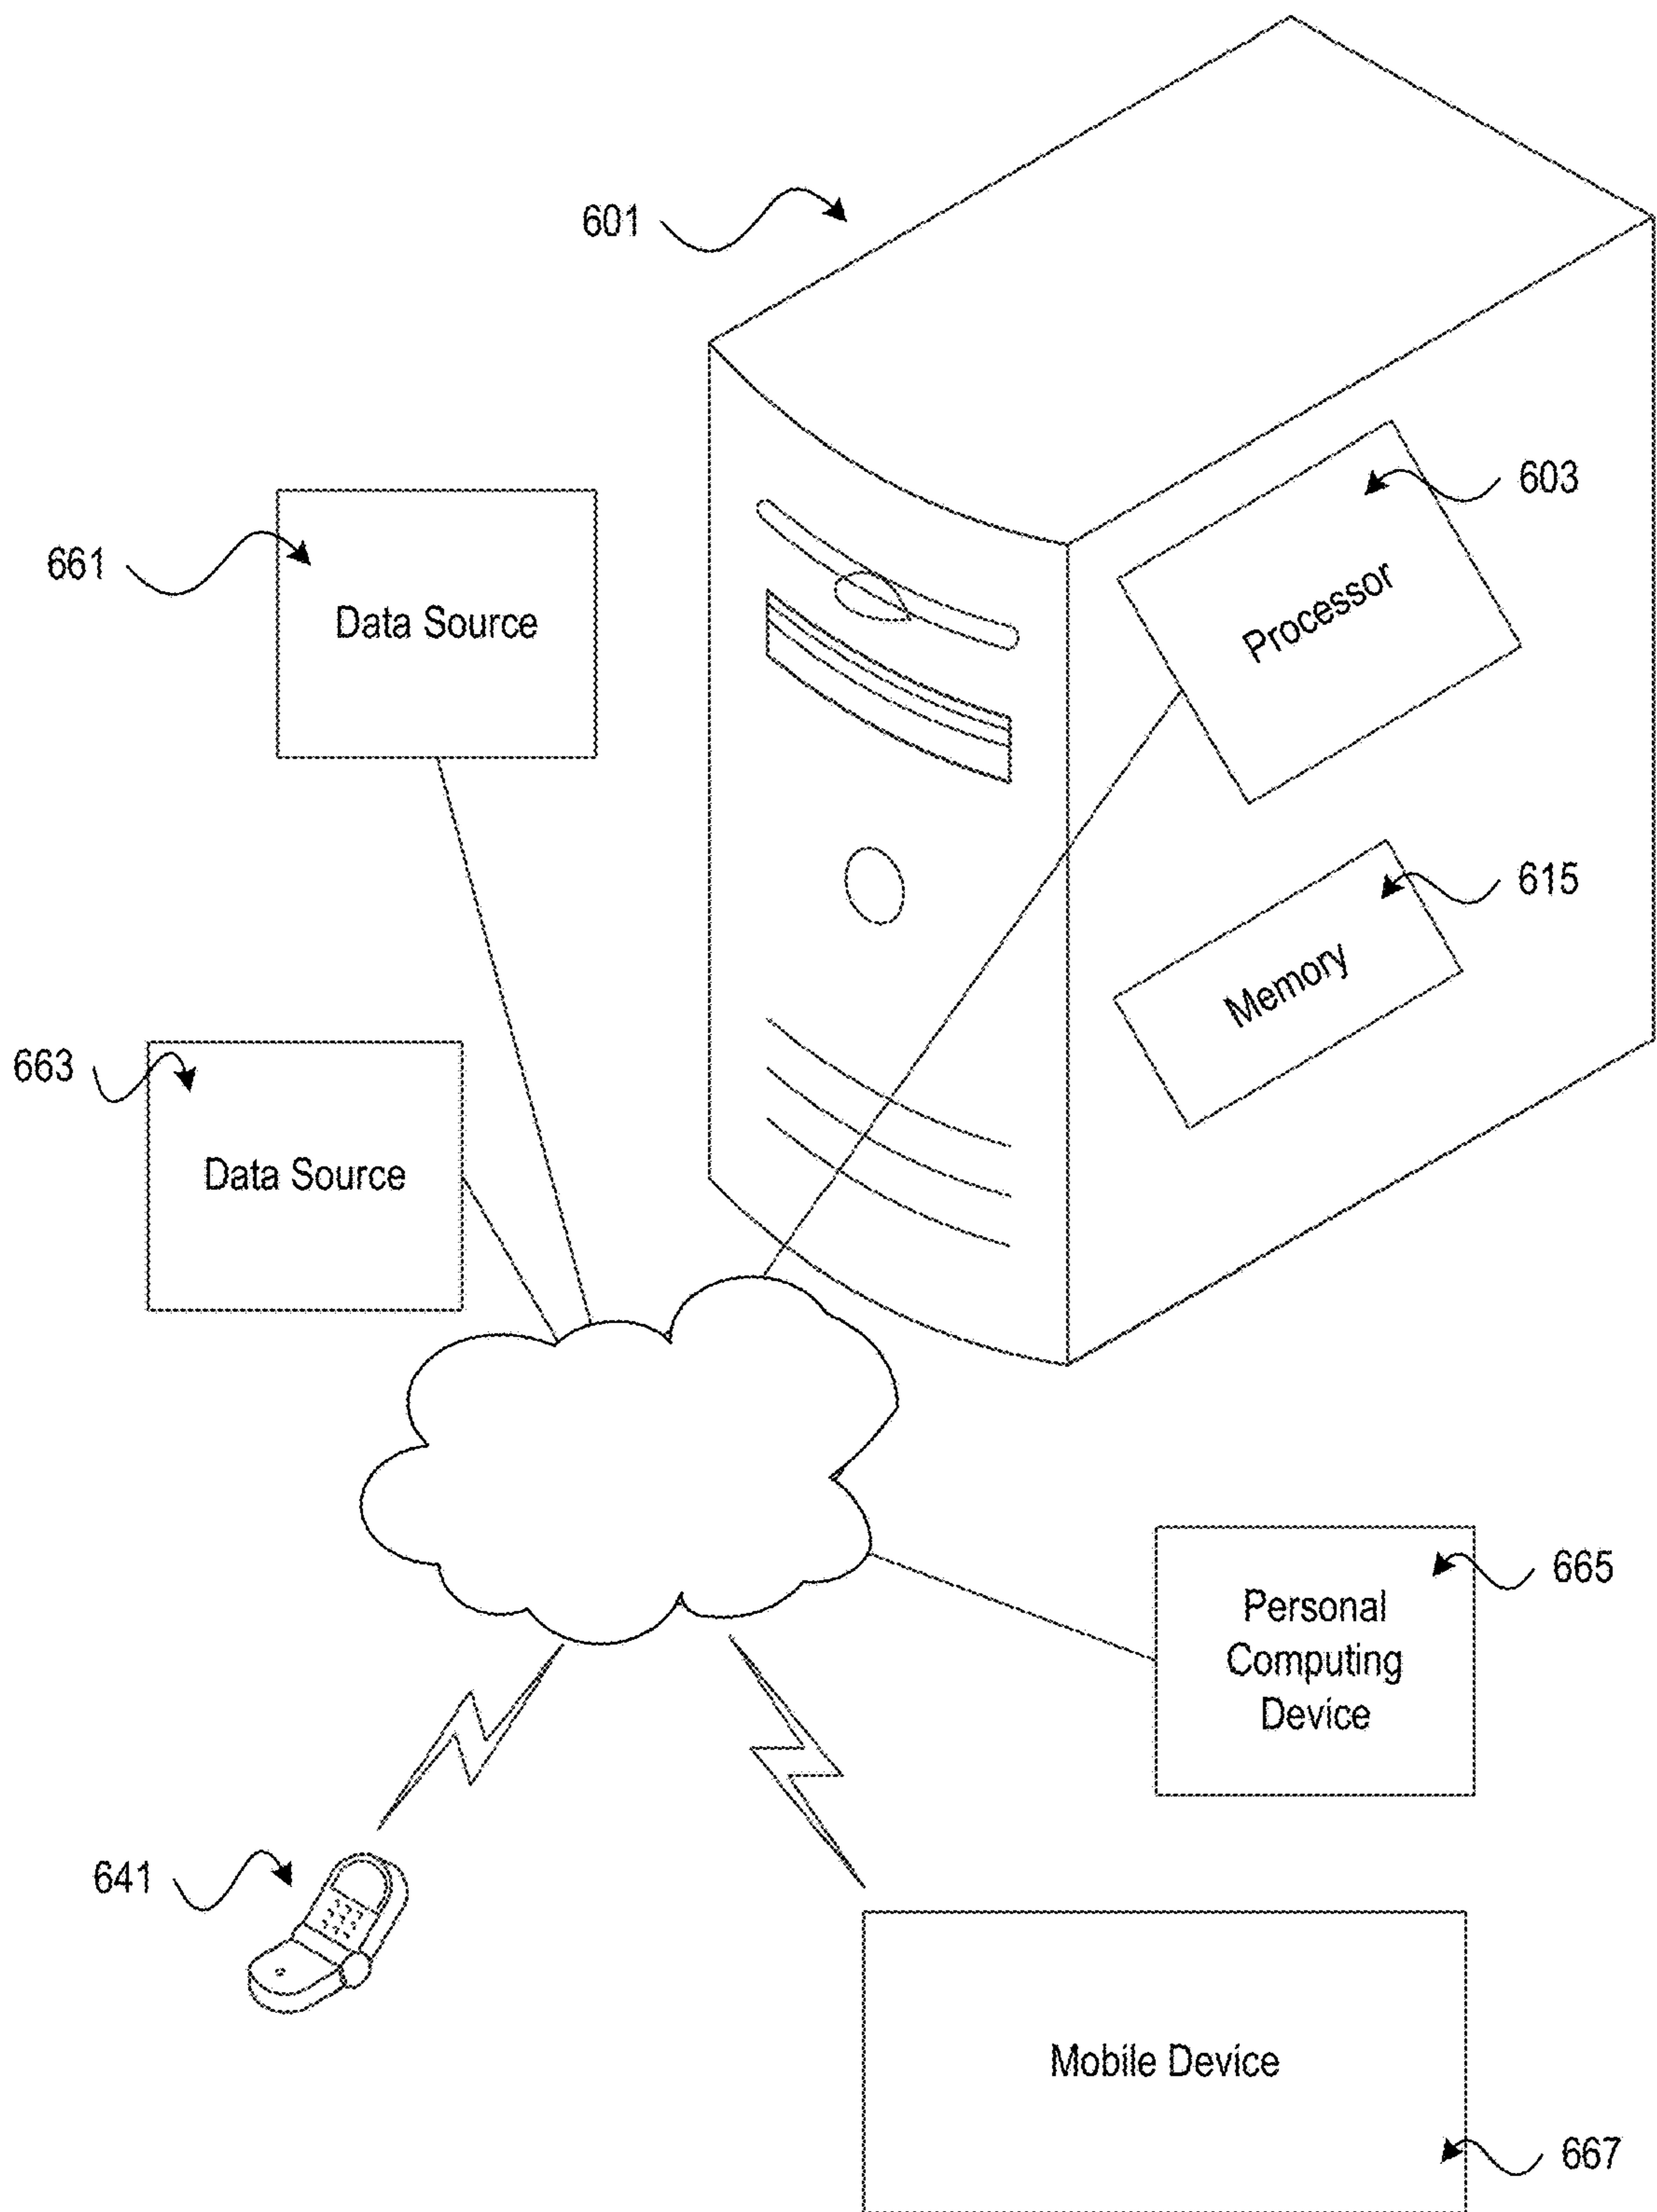 601
603
661
Data Source
Processor
615
Memory
663
Data Source
665
Personal
Computing
Device
641
Mobile Device
667